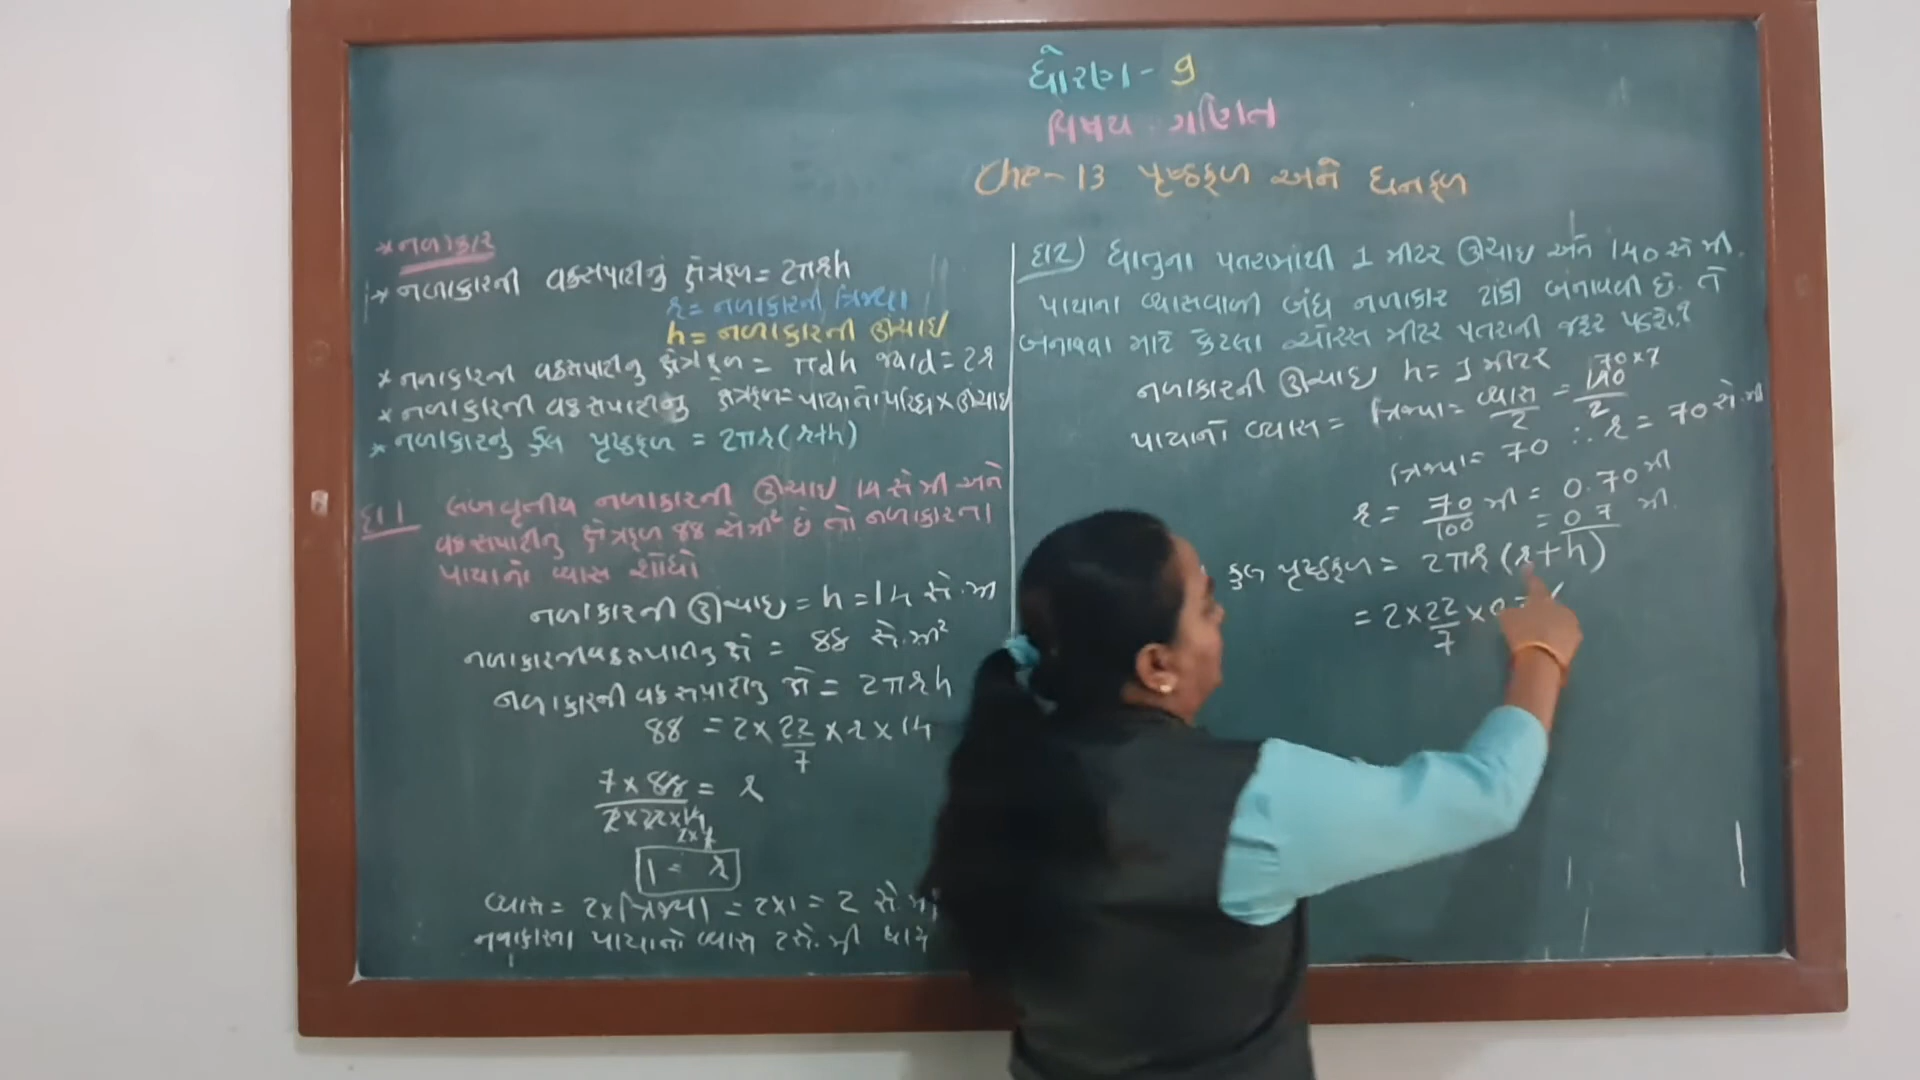 ધોરણ - 9
વિષય : ગણિત
Che-13 પૃષ્ઠફળ અને ઘનફળ
* નળાકાર
→ નળાકારની વક્રસપાટીનું ક્ષેત્રફળ = 2πrh
r = નળાકારની ત્રિજ્યા
h = નળાકારની ઊંચાઇ
* નળાકારની વક્રસપાટીનું ક્ષેત્રફળ = πdh જ્યાં d = 2r
* નળાકારની વક્રસપાટીનુ ક્ષેત્રફળ = પાયાનો પરિઘ × ઊંચાઇ
* નળાકારનું કુલ પૃષ્ઠફળ = 2πr(r+h)
દા 1 લંબવૃત્તીય નળાકારની ઊંચાઇ 14 સે મી અને
વક્રસપાટીનુ ક્ષેત્રફળ 88 સે મી² છે તો નળાકારના
પાયાનો વ્યાસ શોધો
નળાકારની ઊંચાઇ = h = 14 સે.મી
નળાકારની વક્રસપાટીનુ ક્ષે = 88 સે.મી²
નળાકારની વક્રસપાટીનુ ક્ષે = 2πrh
88 = 2 × 22/7 × r × 14
7 × 88 / 2 × 22 × 14 = r
2×7
1 = r
વ્યાસ = 2 × ત્રિજ્યા = 2×1 = 2 સે.મી
નળાકારના પાયાનો વ્યાસ 2 સે.મી થાય
દા 2) ધાતુના પતરામાંથી 1 મીટર ઊંચાઇ અને 140 સે મી.
પાયાના વ્યાસવાળી બંધ નળાકાર ટાંકી બનાવવી છે. તે
બનાવવા માટે કેટલા ચોરસ મીટર પતરાની જરૂર પડશે?
નળાકારની ઊંચાઇ h = 1 મીટર
પાયાનો વ્યાસ = ત્રિજ્યા = વ્યાસ/2 = 140/2 70×2
ત્રિજ્યા = 70 ∴ r = 70 સે.મી
r = 70/100 મી = 0.70 મી
= 0 7 મી.
કુલ પૃષ્ઠફળ = 2πr(r+h)
= 2 × 22/7 ×